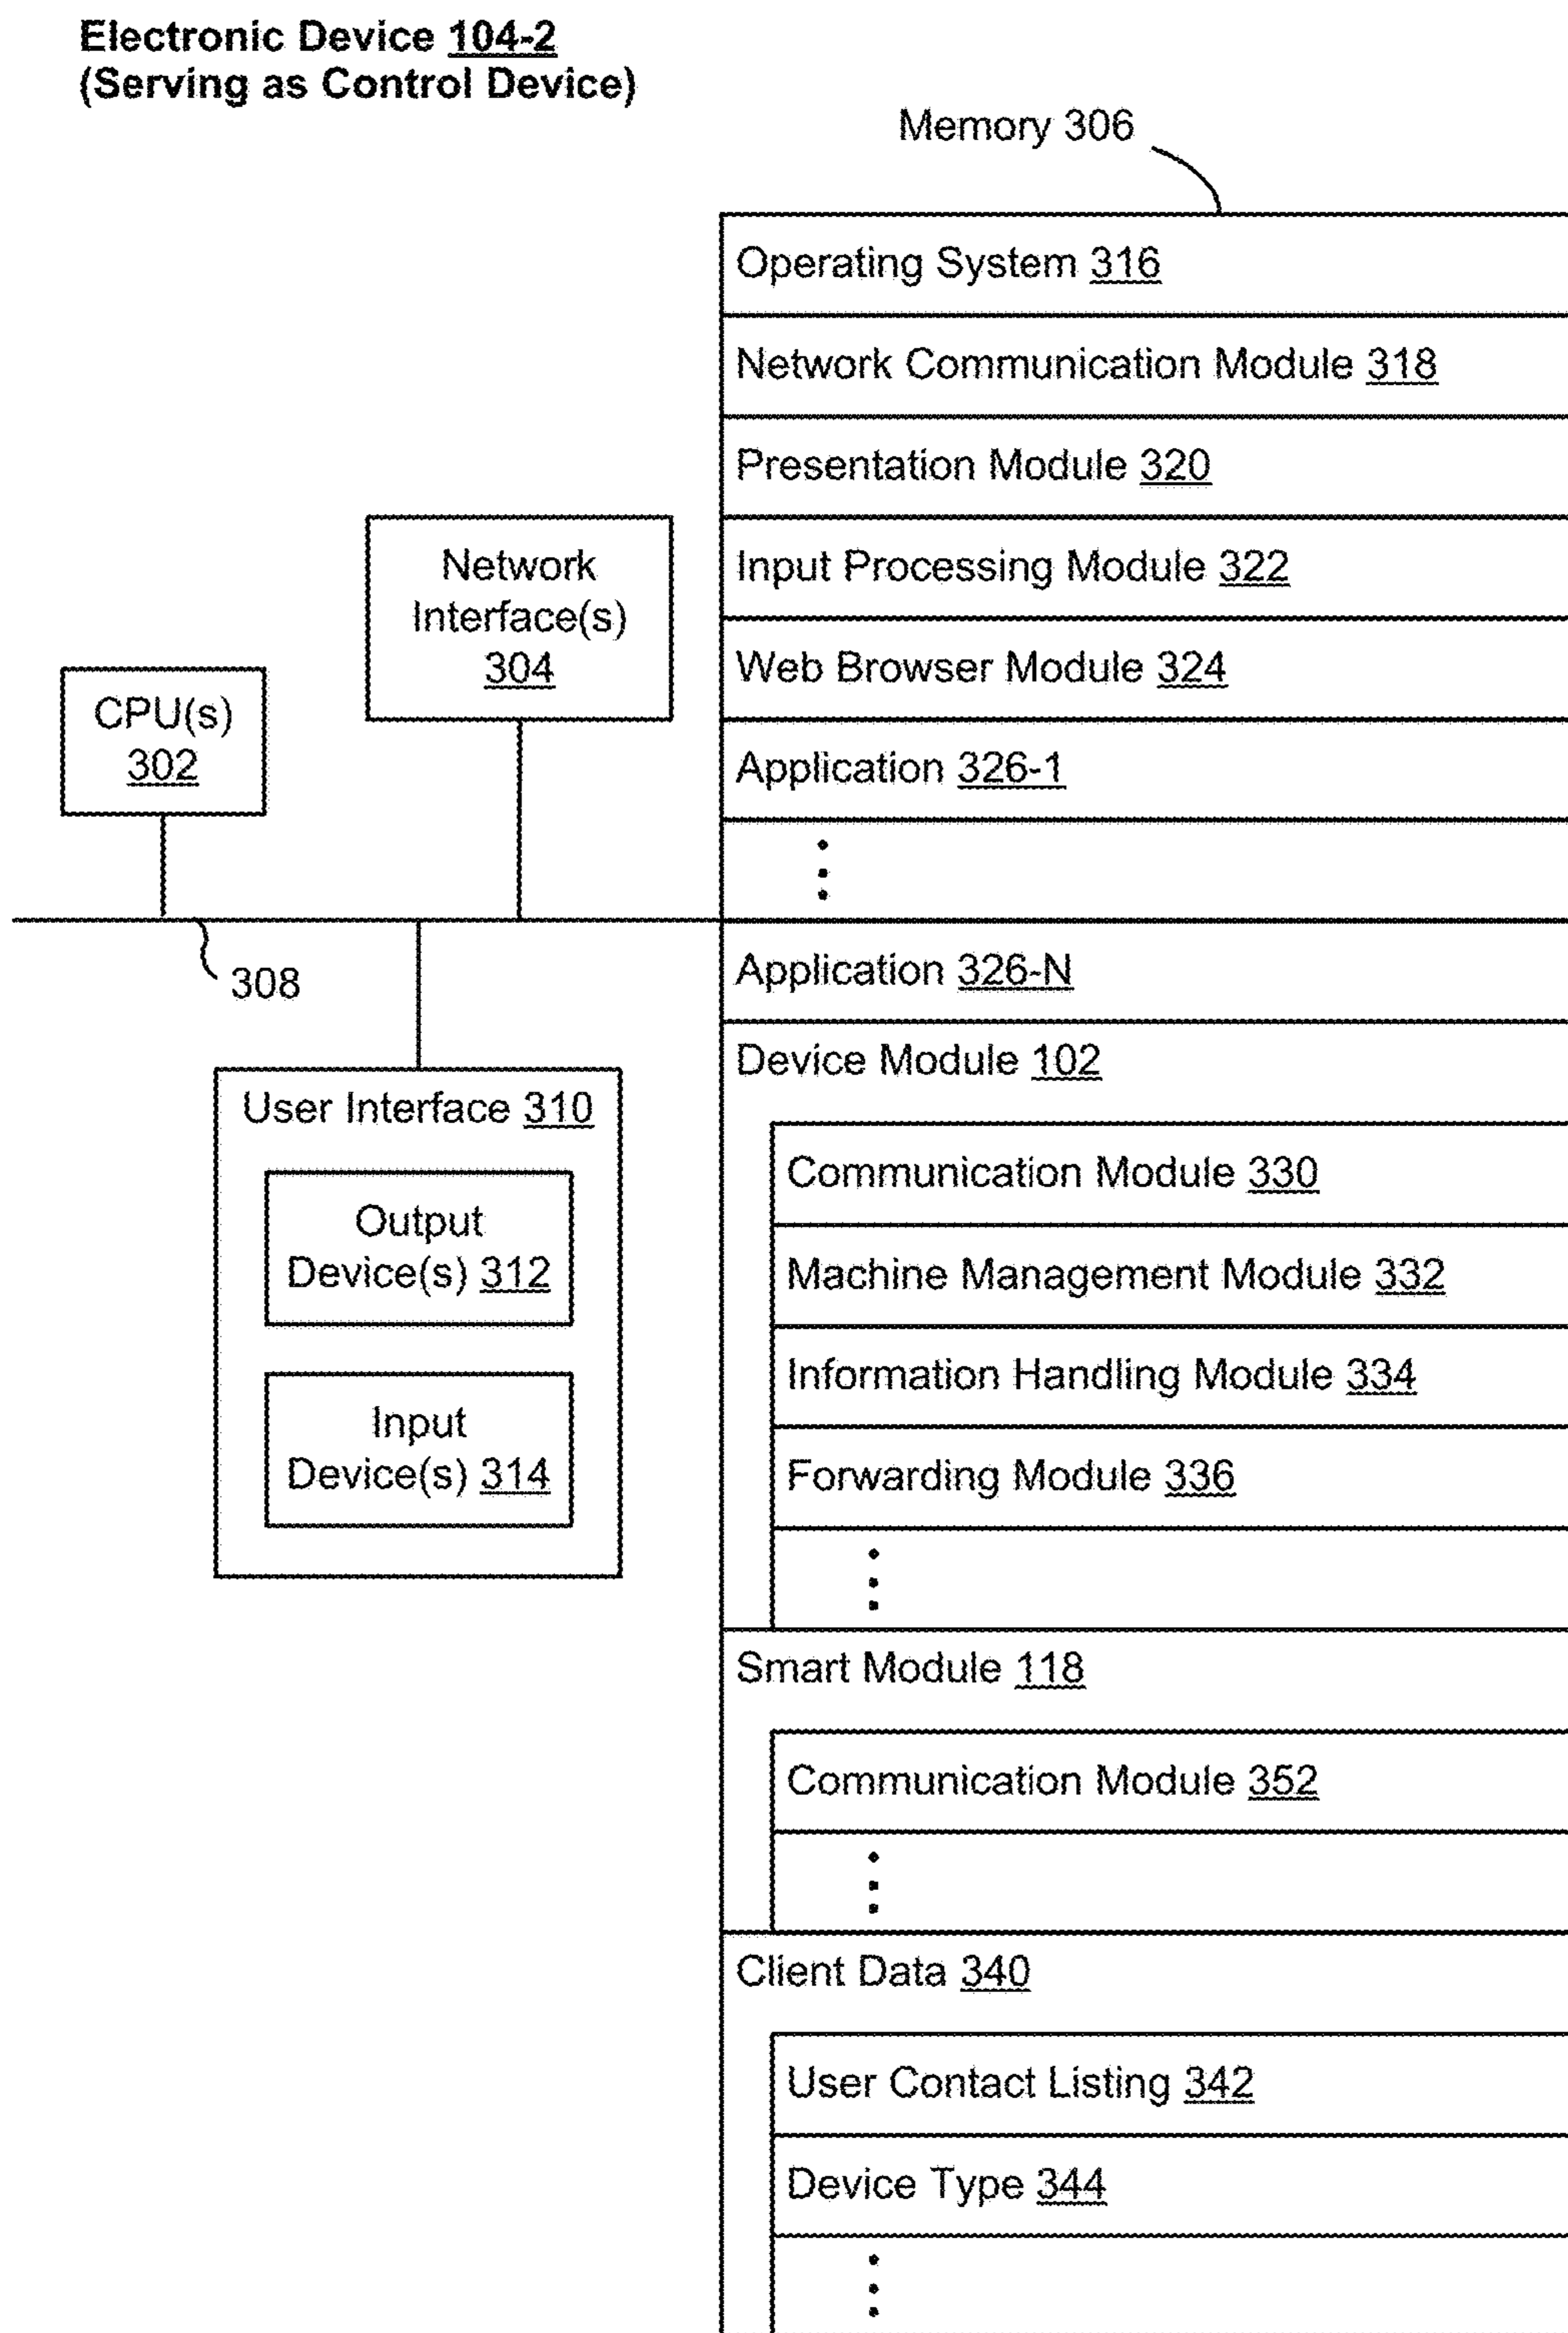 Electronic Device 104-2
(Serving as Control Device)
Memory 306
Operating System 316
Network Communication Module 318
Presentation Module 320
Input Processing Module 322
Web Browser Module 324
Application 326-1
Application 326-N
Device Module 102
Communication Module 330
Machine Management Module 332
Information Handling Module 334
Forwarding Module 336
Smart Module 118
Communication Module 352
Client Data 340
User Contact Listing 342
Device Type 344
Network
Interface(s)
304
CPU(s)
302
308
User Interface 310
Output
Device(s) 312
Input
Device(s) 314